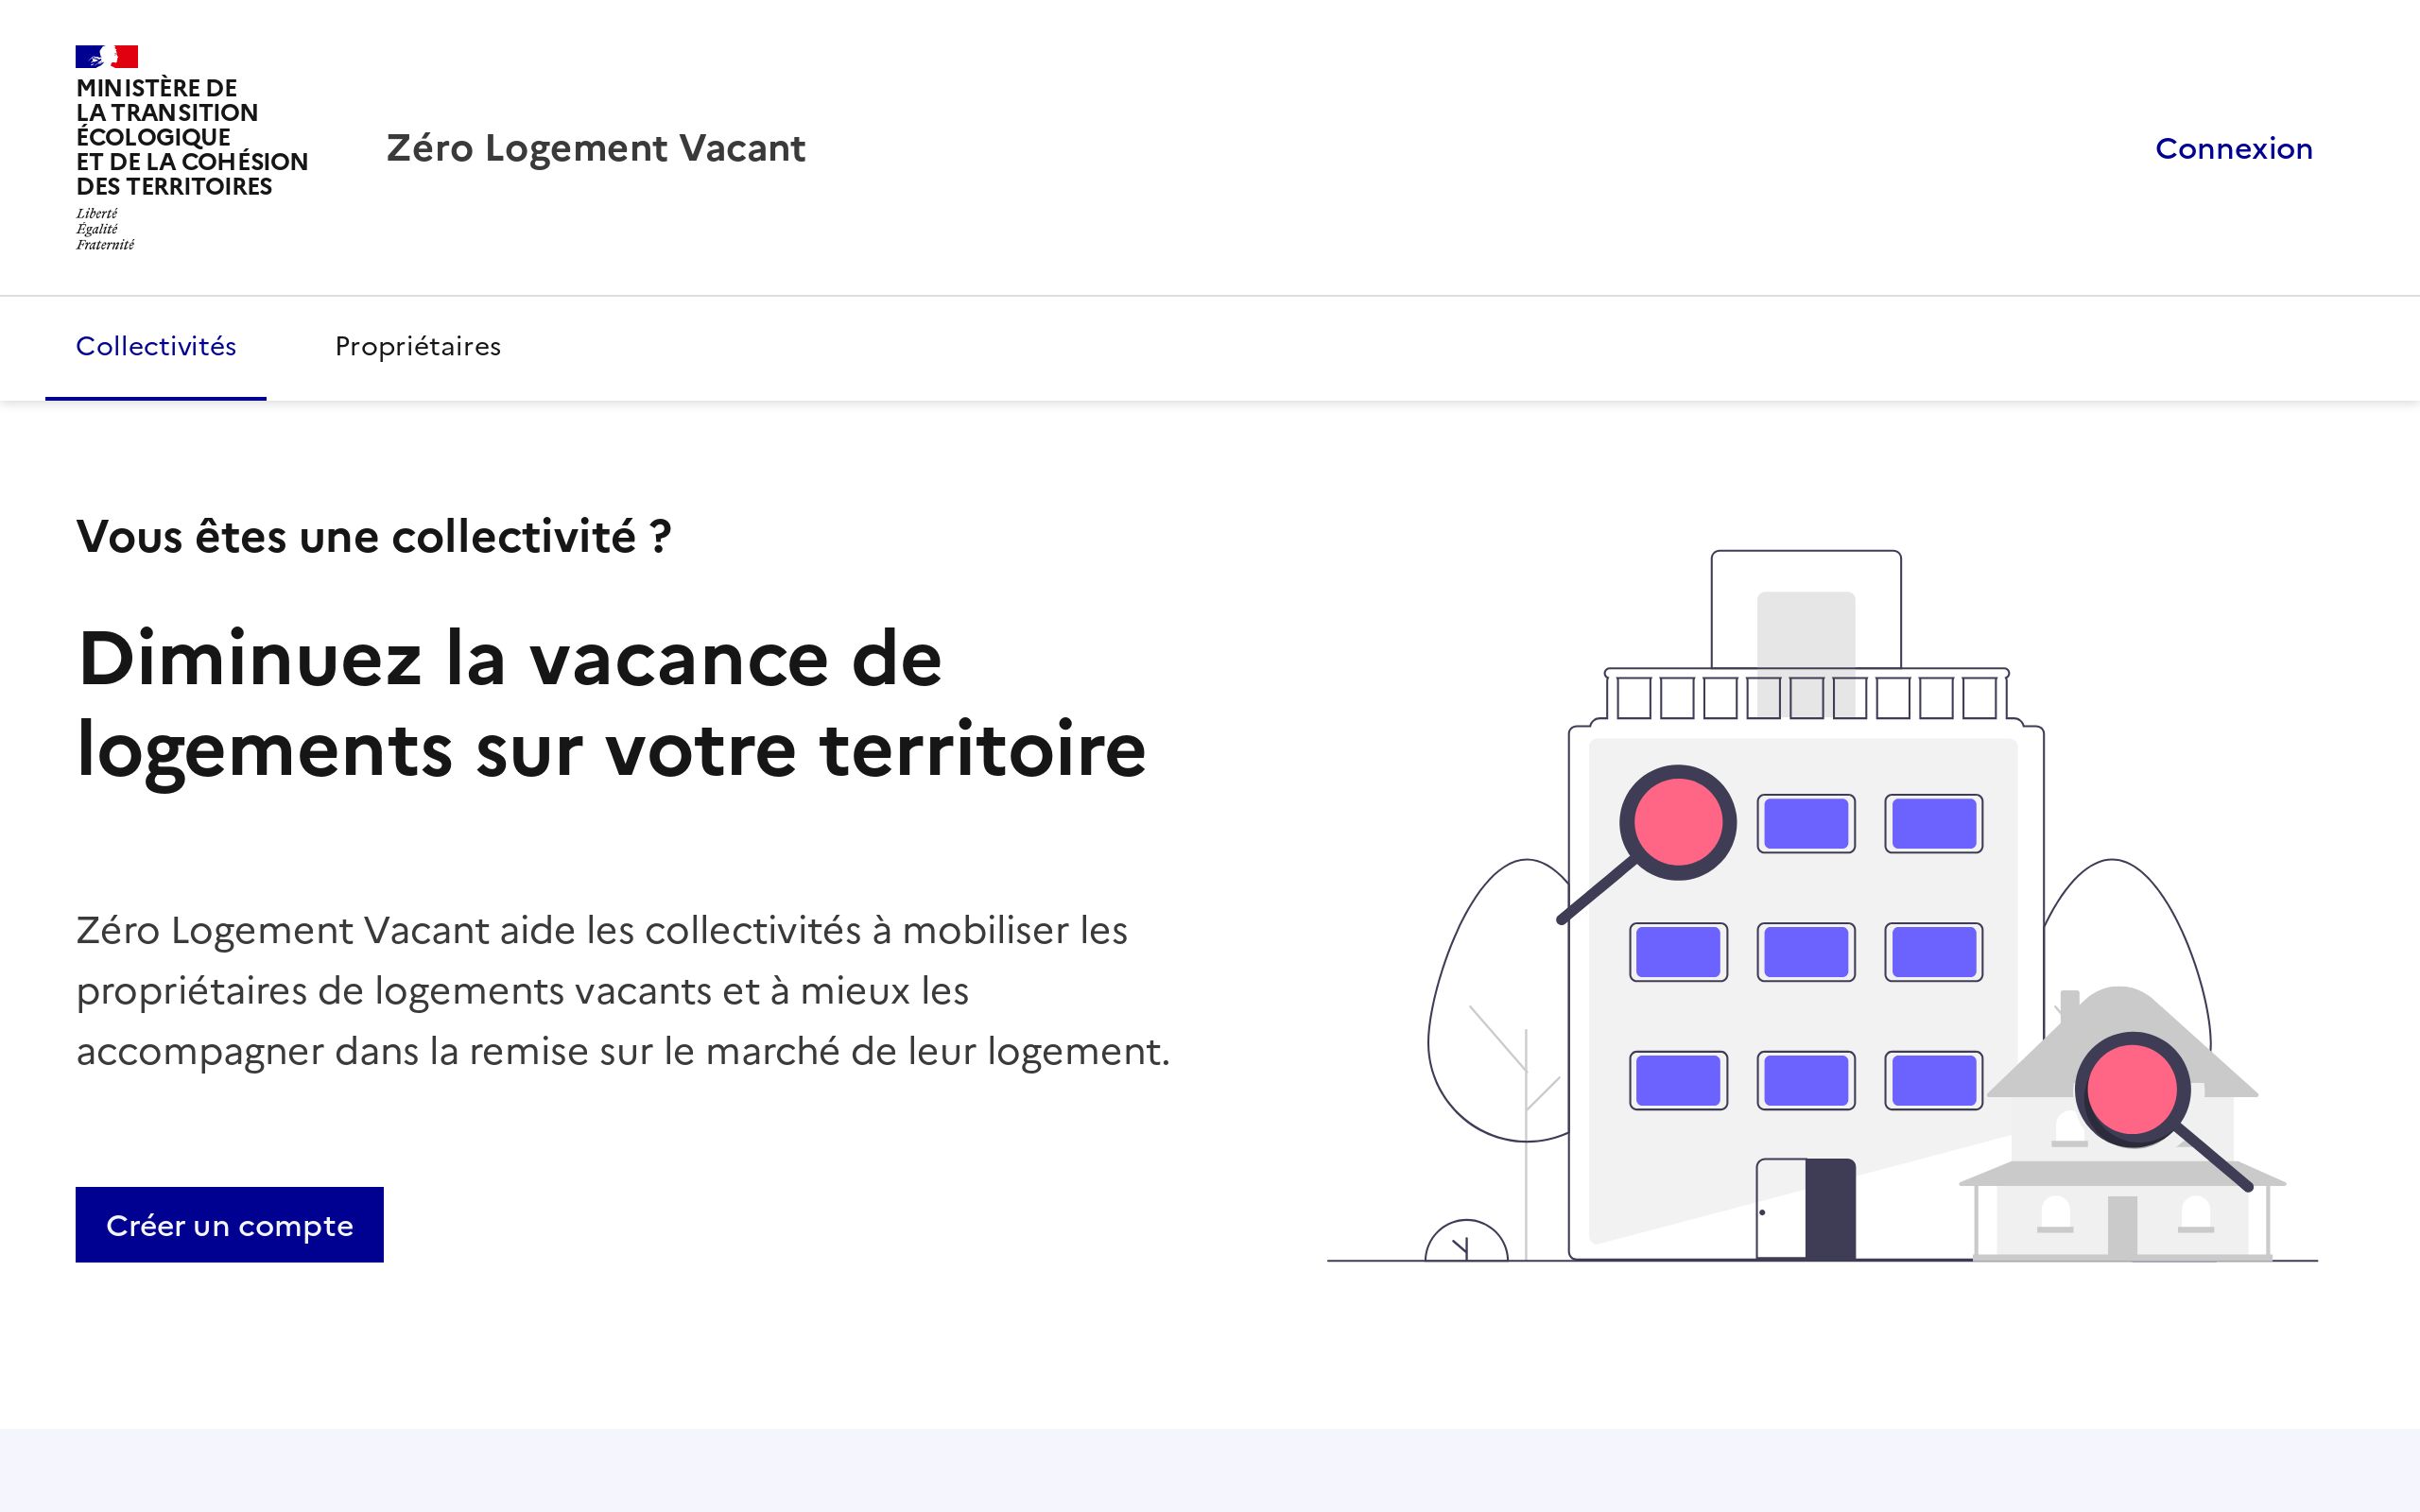 MINISTÈRE DE
LA TRANSITION
ÉCOLOGIQUE
ET DE LA COHÉSION
DES TERRITOIRES
Liberté
Égalité
Fraternité
Zéro Logement Vacant
Connexion
Collectivités
Propriétaires
Vous êtes une collectivité ?
Diminuez la vacance de
logements sur votre territoire
Zéro Logement Vacant aide les collectivités à mobiliser les
propriétaires de logements vacants et à mieux les
accompagner dans la remise sur le marché de leur logement.
Créer un compte